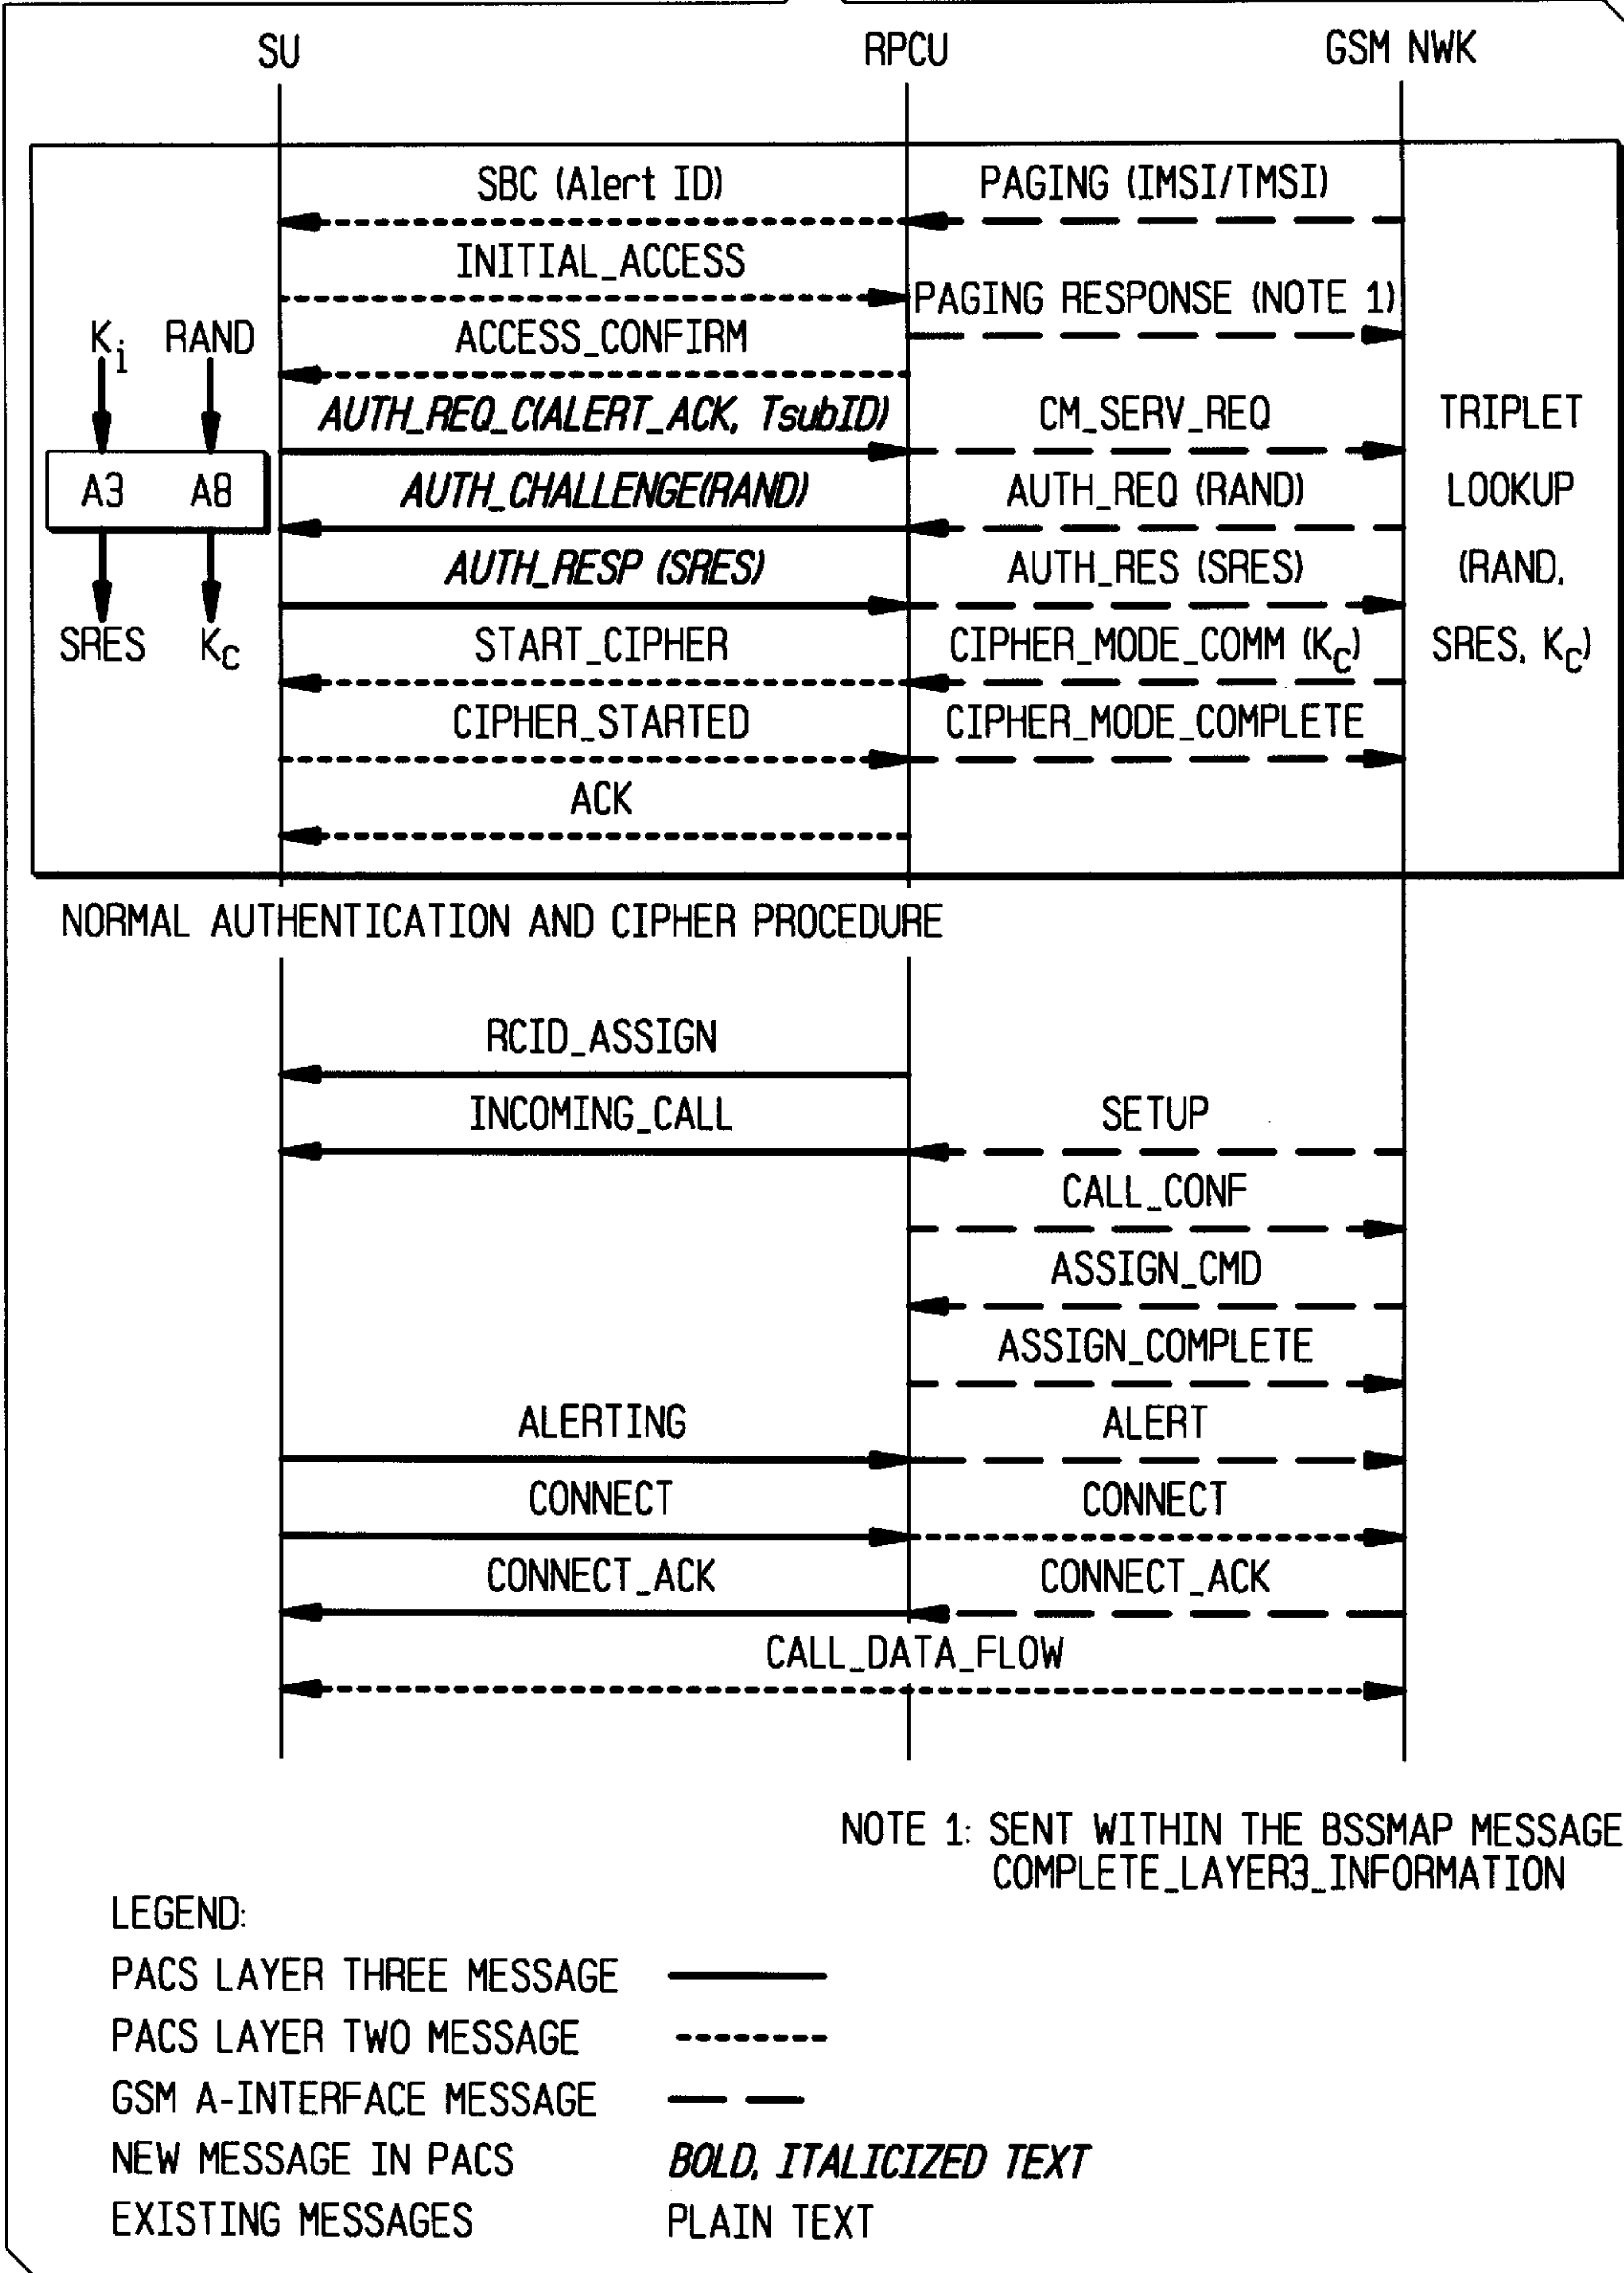 SU RPCU GSM NWK
SBC (Alert ID) PAGING (IMSI/TMSI)
INITIAL_ACCESS
PAGING RESPONSE (NOTE 1)
Ki RAND ACCESS_CONFIRM
AUTH_REQ_C(ALERT_ACK, TsubID) CM_SERV_REQ TRIPLET
A3 A8 AUTH_CHALLENGE(RAND) AUTH_REQ (RAND) LOOKUP
AUTH_RESP (SRES) AUTH_RES (SRES) (RAND,
SRES Kc START_CIPHER CIPHER_MODE_COMM (Kc) SRES, Kc)
CIPHER_STARTED CIPHER_MODE_COMPLETE
ACK
NORMAL AUTHENTICATION AND CIPHER PROCEDURE
RCID_ASSIGN
INCOMING_CALL SETUP
CALL_CONF
ASSIGN_CMD
ASSIGN_COMPLETE
ALERTING ALERT
CONNECT CONNECT
CONNECT_ACK CONNECT_ACK
CALL_DATA_FLOW
NOTE 1: SENT WITHIN THE BSSMAP MESSAGE
COMPLETE_LAYER3_INFORMATION
LEGEND:
PACS LAYER THREE MESSAGE
PACS LAYER TWO MESSAGE
GSM A-INTERFACE MESSAGE
NEW MESSAGE IN PACS BOLD, ITALICIZED TEXT
EXISTING MESSAGES PLAIN TEXT